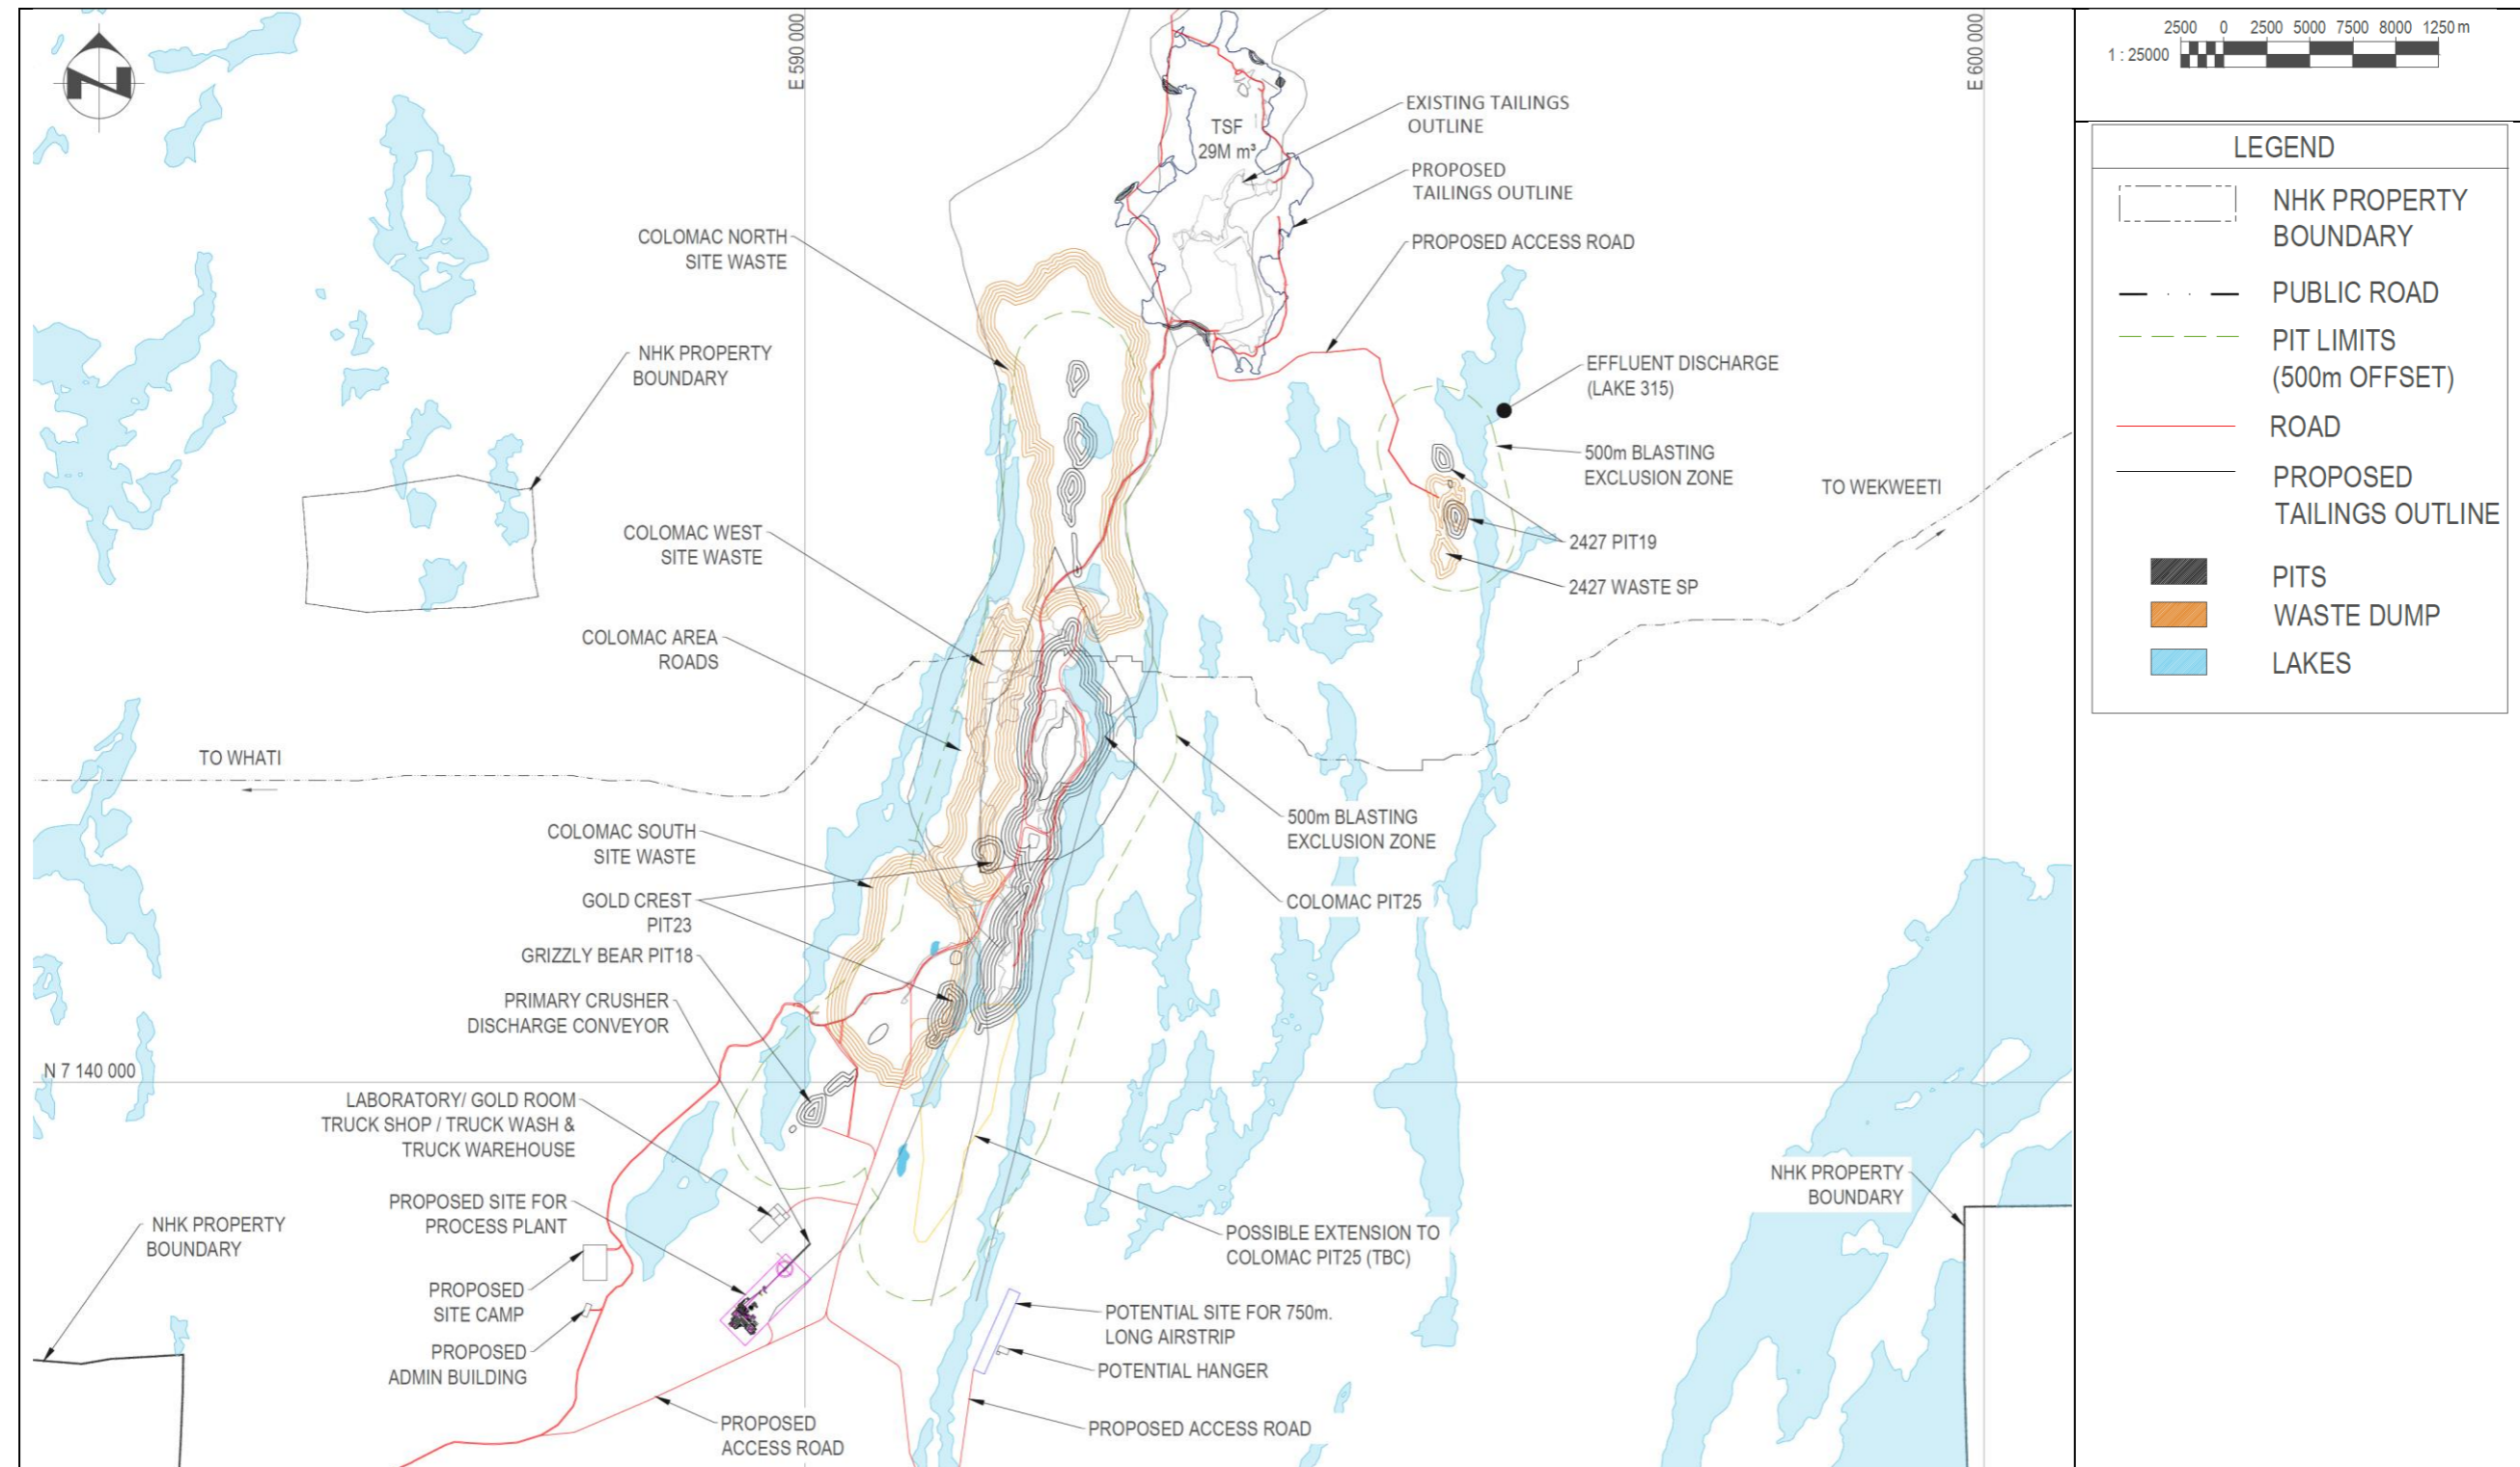 E 590 000
E 600 000
2500 0 2500 5000 7500 8000 1250 m
1 : 25000
LEGEND
NHK PROPERTY
BOUNDARY
PUBLIC ROAD
PIT LIMITS
(500m OFFSET)
ROAD
PROPOSED
TAILINGS OUTLINE
PITS
WASTE DUMP
LAKES
N
TSF
29M m³
EXISTING TAILINGS
OUTLINE
PROPOSED
TAILINGS OUTLINE
PROPOSED ACCESS ROAD
COLOMAC NORTH
SITE WASTE
NHK PROPERTY
BOUNDARY
EFFLUENT DISCHARGE
(LAKE 315)
500m BLASTING
EXCLUSION ZONE
TO WEKWEETI
2427 PIT19
2427 WASTE SP
COLOMAC WEST
SITE WASTE
COLOMAC AREA
ROADS
TO WHATI
500m BLASTING
EXCLUSION ZONE
COLOMAC PIT25
COLOMAC SOUTH
SITE WASTE
GOLD CREST
PIT23
GRIZZLY BEAR PIT18
PRIMARY CRUSHER
DISCHARGE CONVEYOR
N 7 140 000
LABORATORY/ GOLD ROOM
TRUCK SHOP / TRUCK WASH &
TRUCK WAREHOUSE
PROPOSED SITE FOR
PROCESS PLANT
NHK PROPERTY
BOUNDARY
PROPOSED
SITE CAMP
PROPOSED
ADMIN BUILDING
PROPOSED
ACCESS ROAD
NHK PROPERTY
BOUNDARY
POSSIBLE EXTENSION TO
COLOMAC PIT25 (TBC)
POTENTIAL SITE FOR 750m.
LONG AIRSTRIP
POTENTIAL HANGER
PROPOSED ACCESS ROAD